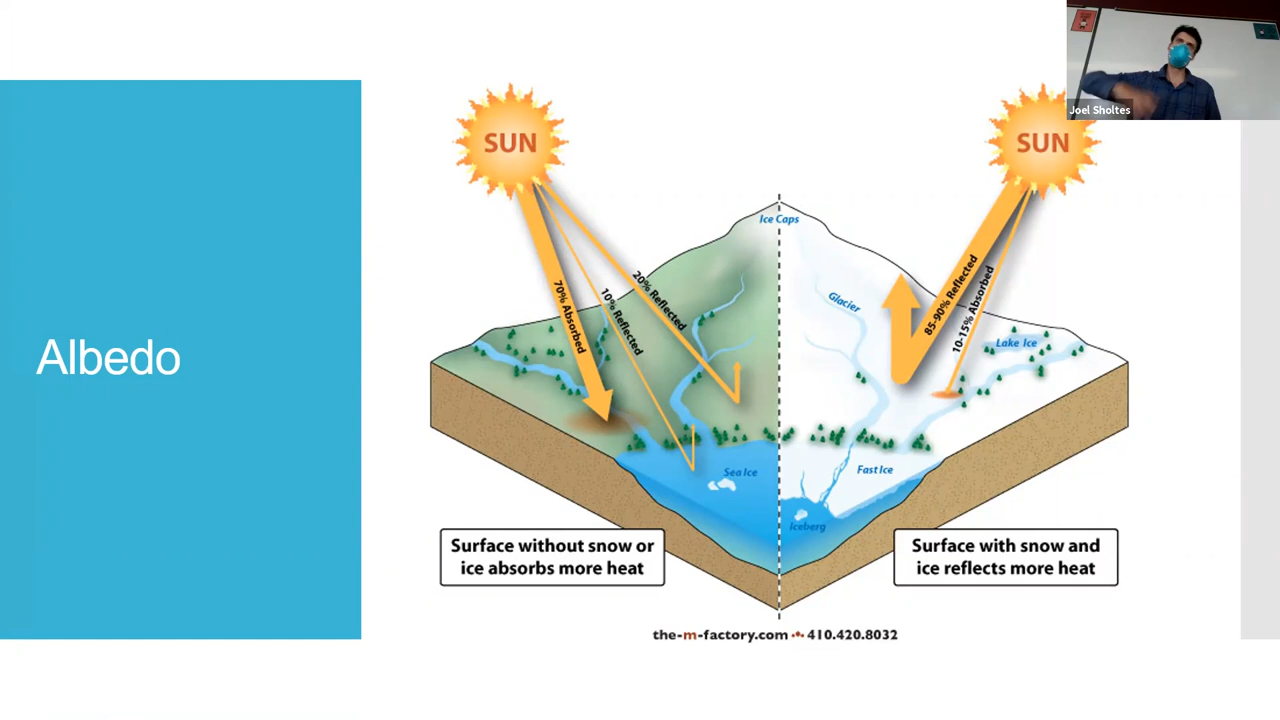 Joel Sholtes
Albedo
SUN
SUN
Ice Caps
70% Absorbed
10% Reflected
20% Reflected
Glacier
85-90% Reflected
10-15% Absorbed
Lake Ice
Sea Ice
Fast Ice
Iceberg
Surface without snow or
ice absorbs more heat
Surface with snow and
ice reflects more heat
the-m-factory.com •• 410.420.8032